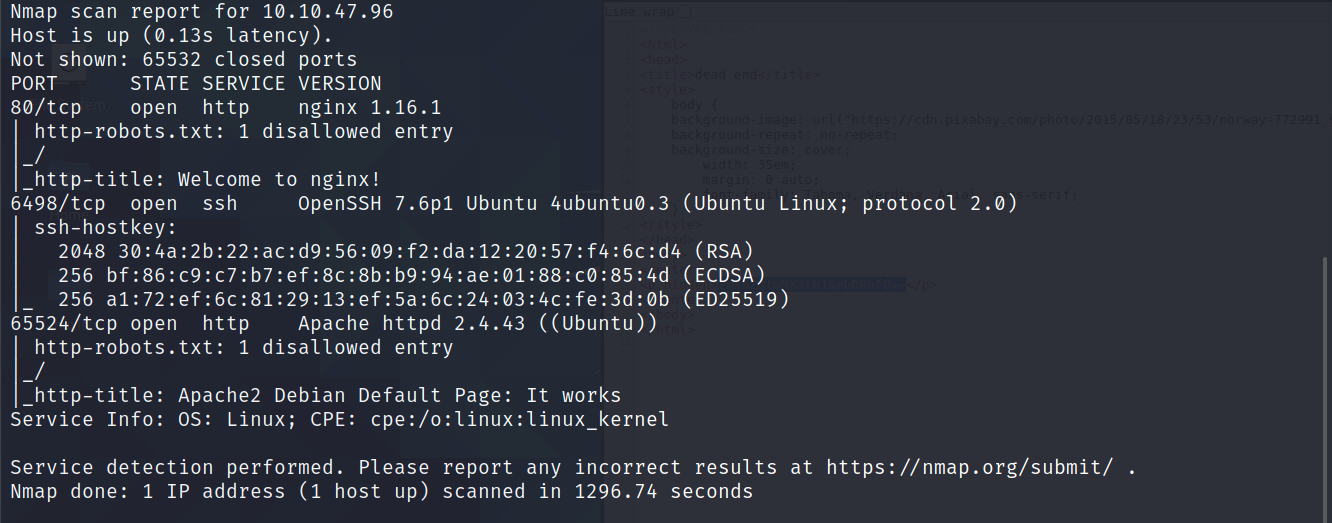 Nmap scan report for 10.10.47.96
Host is up (0.13s latency).
Not shown: 65532 closed ports
PORT      STATE SERVICE VERSION
80/tcp    open  http    nginx 1.16.1
| http-robots.txt: 1 disallowed entry
|_/
|_http-title: Welcome to nginx!
6498/tcp  open  ssh     OpenSSH 7.6p1 Ubuntu 4ubuntu0.3 (Ubuntu Linux; protocol 2.0)
| ssh-hostkey:
|   2048 30:4a:2b:22:ac:d9:56:09:f2:da:12:20:57:f4:6c:d4 (RSA)
|   256 bf:86:c9:c7:b7:ef:8c:8b:b9:94:ae:01:88:c0:85:4d (ECDSA)
|_  256 a1:72:ef:6c:81:29:13:ef:5a:6c:24:03:4c:fe:3d:0b (ED25519)
65524/tcp open  http    Apache httpd 2.4.43 ((Ubuntu))
| http-robots.txt: 1 disallowed entry
|_/
|_http-title: Apache2 Debian Default Page: It works
Service Info: OS: Linux; CPE: cpe:/o:linux:linux_kernel
Service detection performed. Please report any incorrect results at https://nmap.org/submit/ .
Nmap done: 1 IP address (1 host up) scanned in 1296.74 seconds
Line wrap
<html>
<head>
<title>dead end</title>
<style>
body {
background-image: url("https://cdn.pixabay.com/photo/2015/05/18/23/53/norway-772991
background-repeat: no-repeat;
background-size: cover;
width: 35em;
margin: 0 auto;
font-family: Tahoma, Verdana, Arial, sans-serif;
</style>
</p>